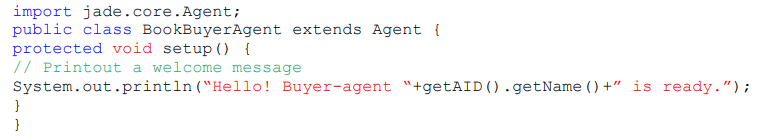 import jade.core.Agent;
public class BookBuyerAgent extends Agent {
protected void setup() {
// Printout a welcome message
System.out.println(“Hello! Buyer-agent “+getAID().getName()+” is ready.”);
}
}